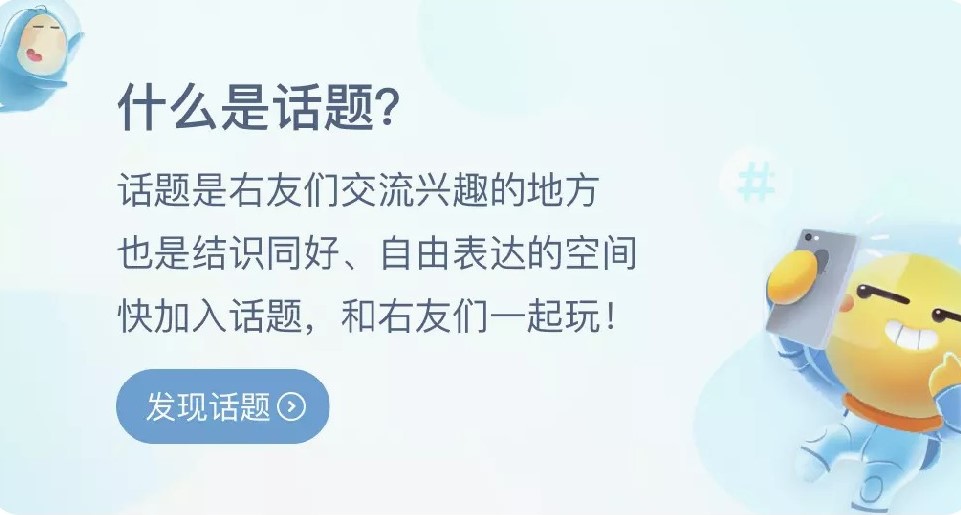 什么是话题?
#
话题是右友们交流兴趣的地方
也是结识同好、自由表达的空间
快加入话题，和右友们一起玩！
发现话题